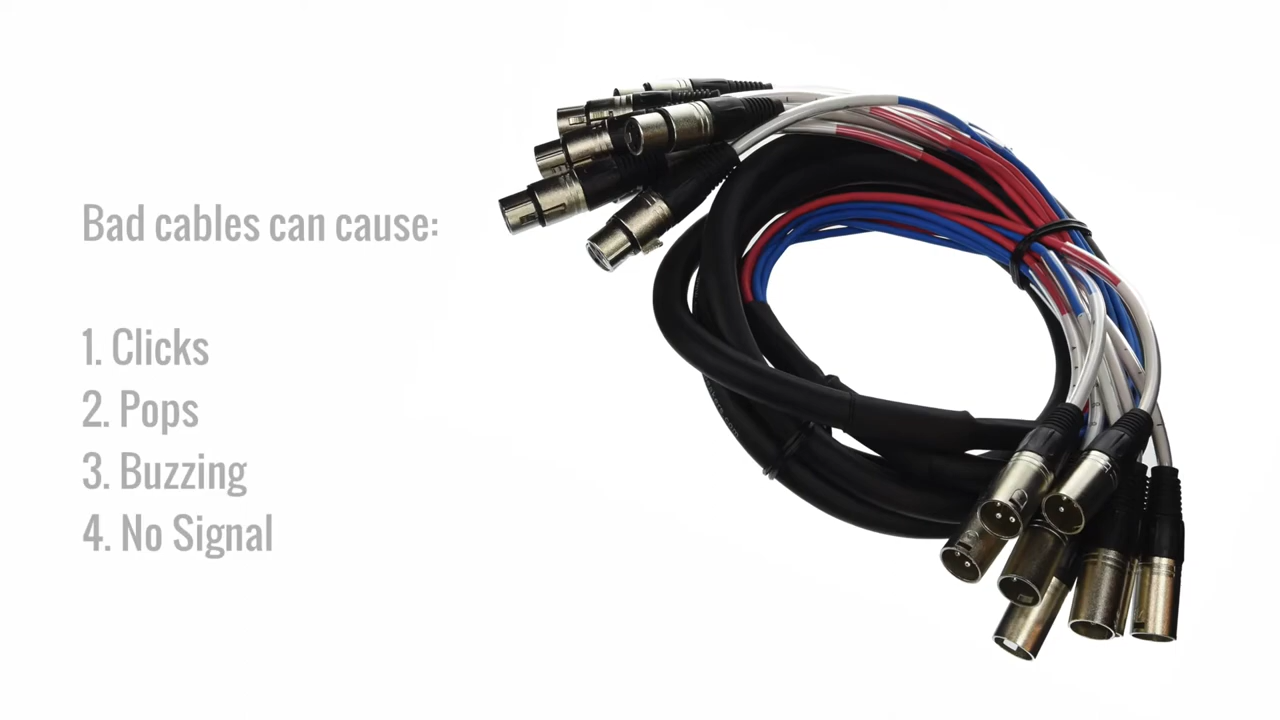 Bad cables can cause:
1. Clicks
2. Pops
3. Buzzing
4. No Signal